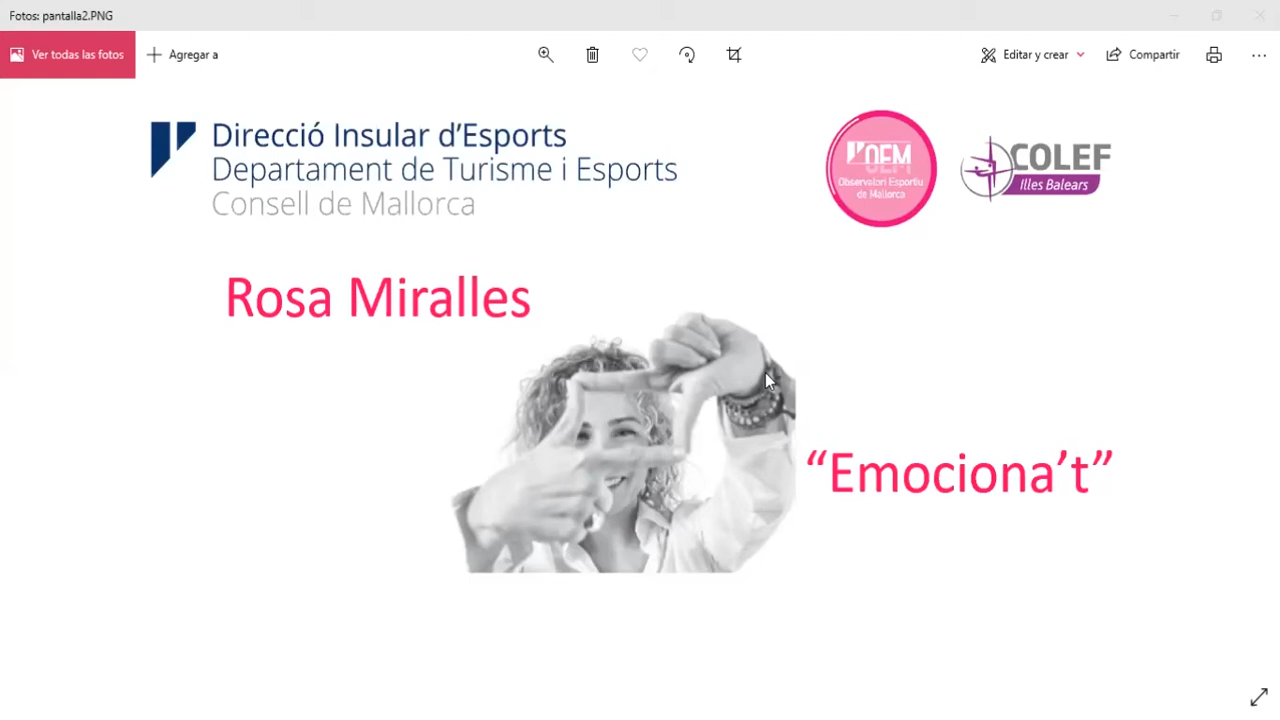 Fotos: pantalla2.PNG
Ver todas las fotos
Agregar a
Editar y crear
Compartir
Direcció Insular d'Esports
Departament de Turisme i Esports
Consell de Mallorca
OEM
Observatori Esportiu
de Mallorca
COLEF
Illes Balears
Rosa Miralles
“Emociona’t”